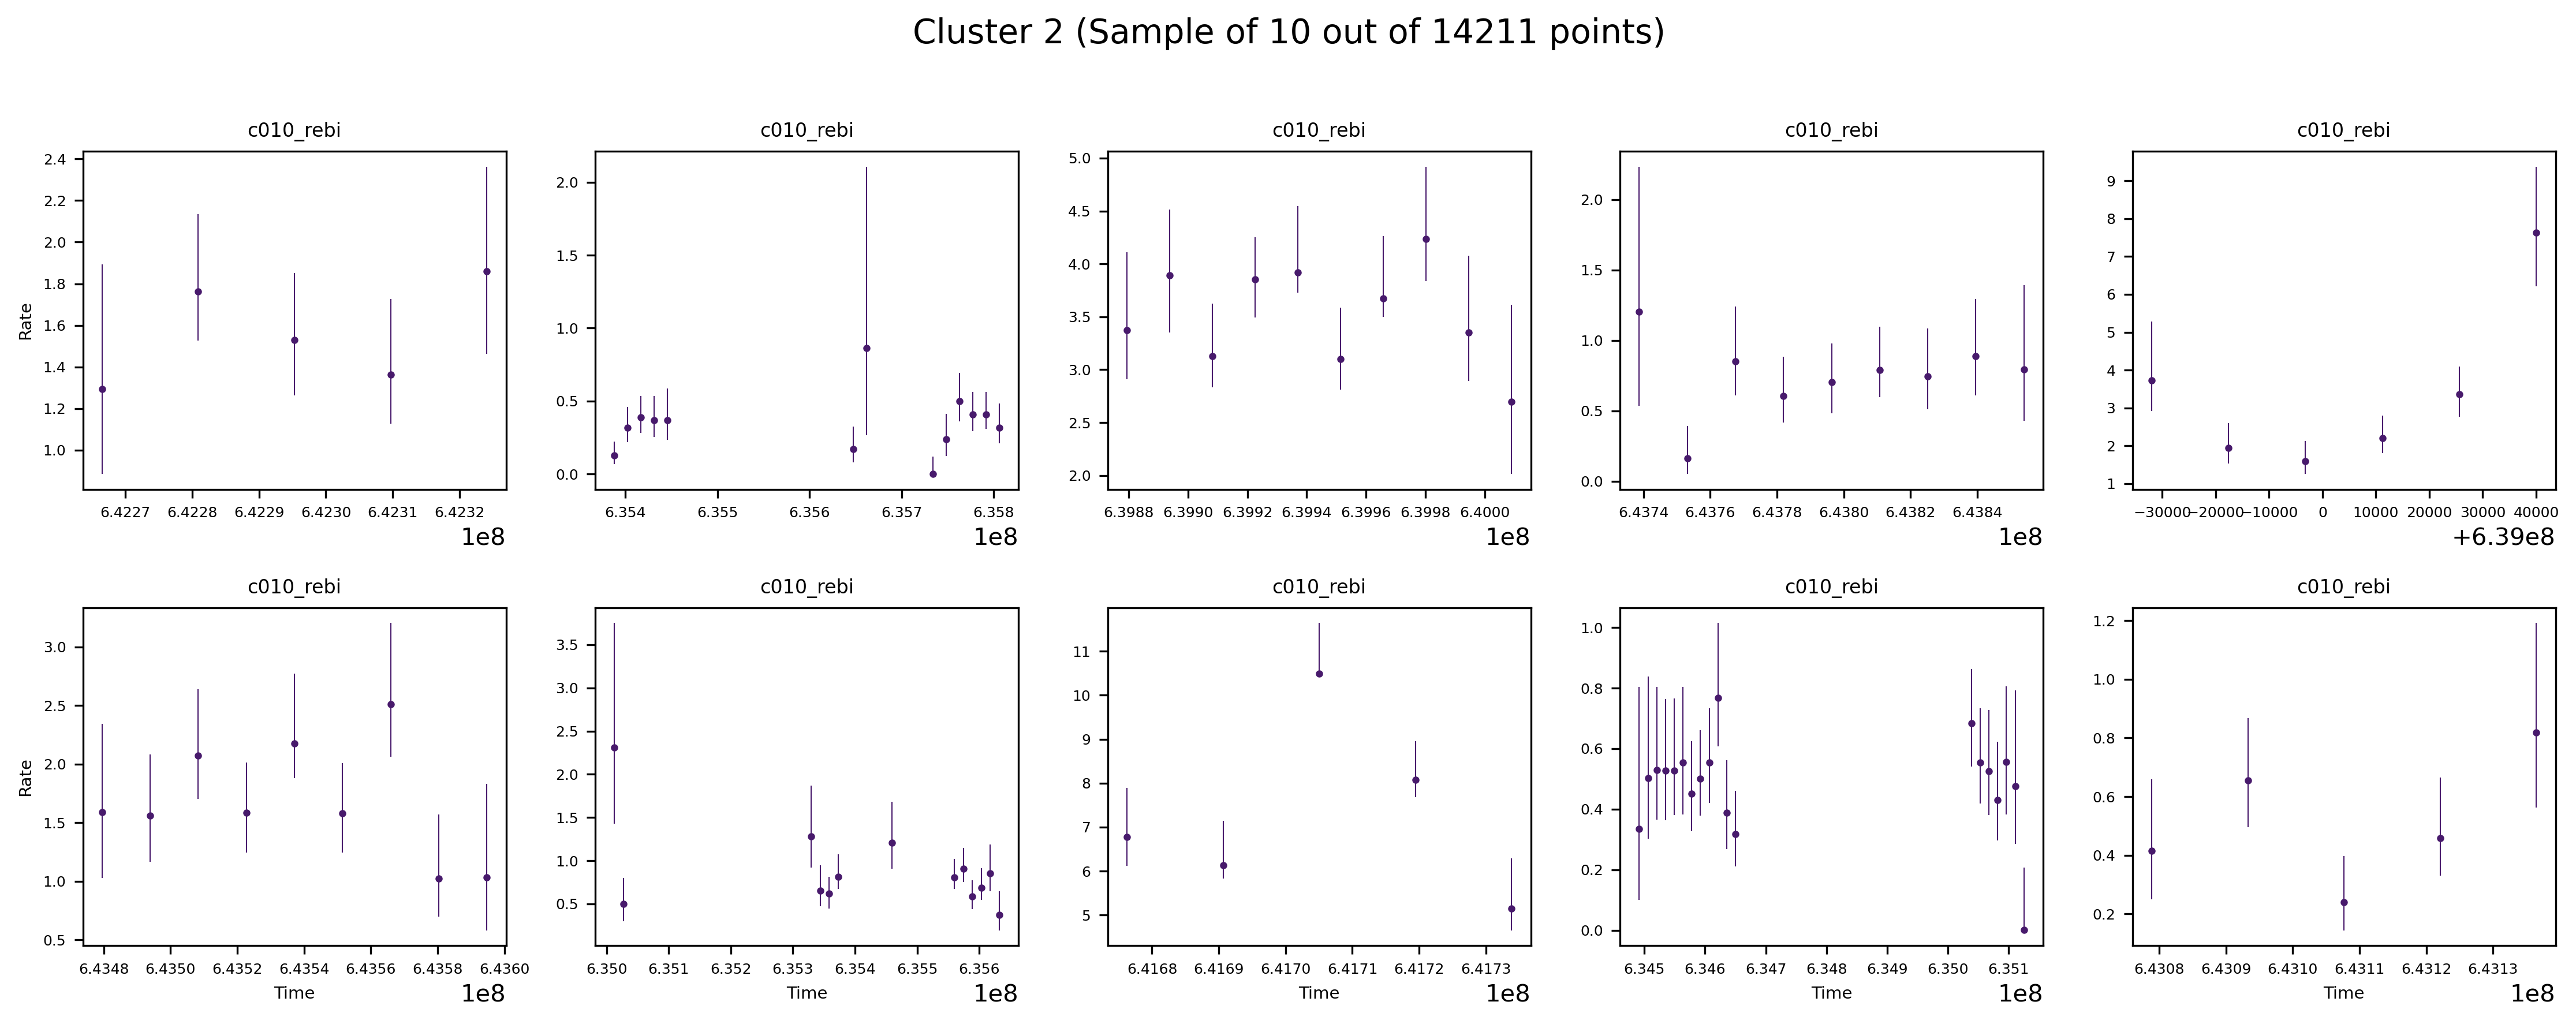 Cluster 2 (Sample of 10 out of 14211 points)
c010_rebi c010_rebi c010_rebi c010_rebi c010_rebi
Rate
2.4
2.2
2.0
1.8
1.6
1.4
1.2
1.0
6.4227 6.4228 6.4229 6.4230 6.4231 6.4232
1e8
2.0
1.5
1.0
0.5
0.0
6.354 6.355 6.356 6.357 6.358
1e8
5.0
4.5
4.0
3.5
3.0
2.5
2.0
6.3988 6.3990 6.3992 6.3994 6.3996 6.3998 6.4000
1e8
2.0
1.5
1.0
0.5
0.0
6.4374 6.4376 6.4378 6.4380 6.4382 6.4384
1e8
9
8
7
6
5
4
3
2
1
−30000 −20000 −10000 0 10000 20000 30000 40000
+6.39e8
c010_rebi c010_rebi c010_rebi c010_rebi c010_rebi
Rate
3.0
2.5
2.0
1.5
1.0
0.5
6.4348 6.4350 6.4352 6.4354 6.4356 6.4358 6.4360
Time
1e8
3.5
3.0
2.5
2.0
1.5
1.0
0.5
6.350 6.351 6.352 6.353 6.354 6.355 6.356
Time
1e8
11
10
9
8
7
6
5
6.4168 6.4169 6.4170 6.4171 6.4172 6.4173
Time
1e8
1.0
0.8
0.6
0.4
0.2
0.0
6.345 6.346 6.347 6.348 6.349 6.350 6.351
Time
1e8
1.2
1.0
0.8
0.6
0.4
0.2
6.4308 6.4309 6.4310 6.4311 6.4312 6.4313
Time
1e8